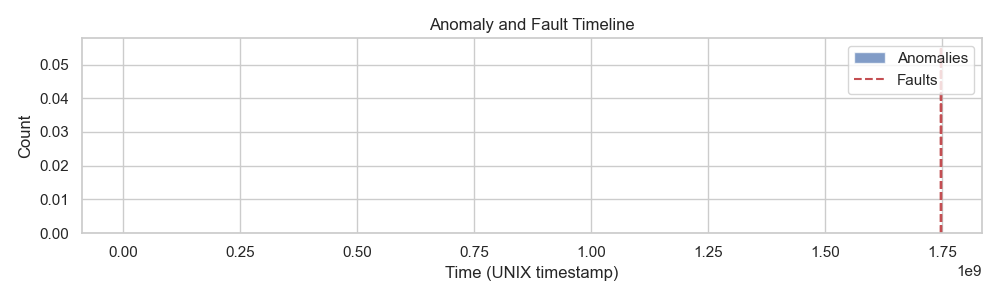 Anomaly and Fault Timeline
Anomalies
Faults
0.05
0.04
0.03
0.02
0.01
0.00
Count
0.00 0.25 0.50 0.75 1.00 1.25 1.50 1.75
1e9
Time (UNIX timestamp)